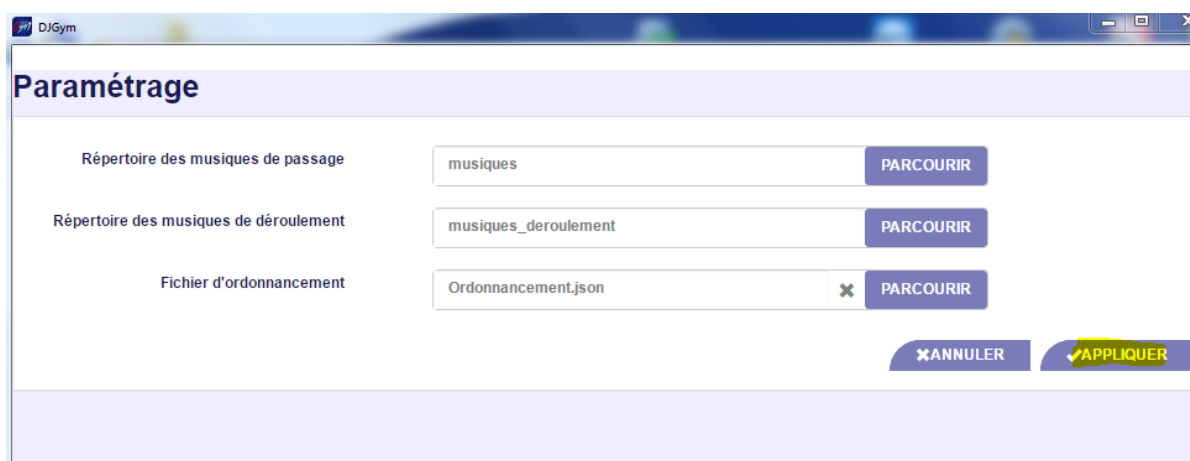 DJGym
Paramétrage
Répertoire des musiques de passage
musiques
PARCOURIR
Répertoire des musiques de déroulement
musiques_deroulement
PARCOURIR
Fichier d'ordonnancement
Ordonnancement.json
PARCOURIR
ANNULER
APPLIQUER